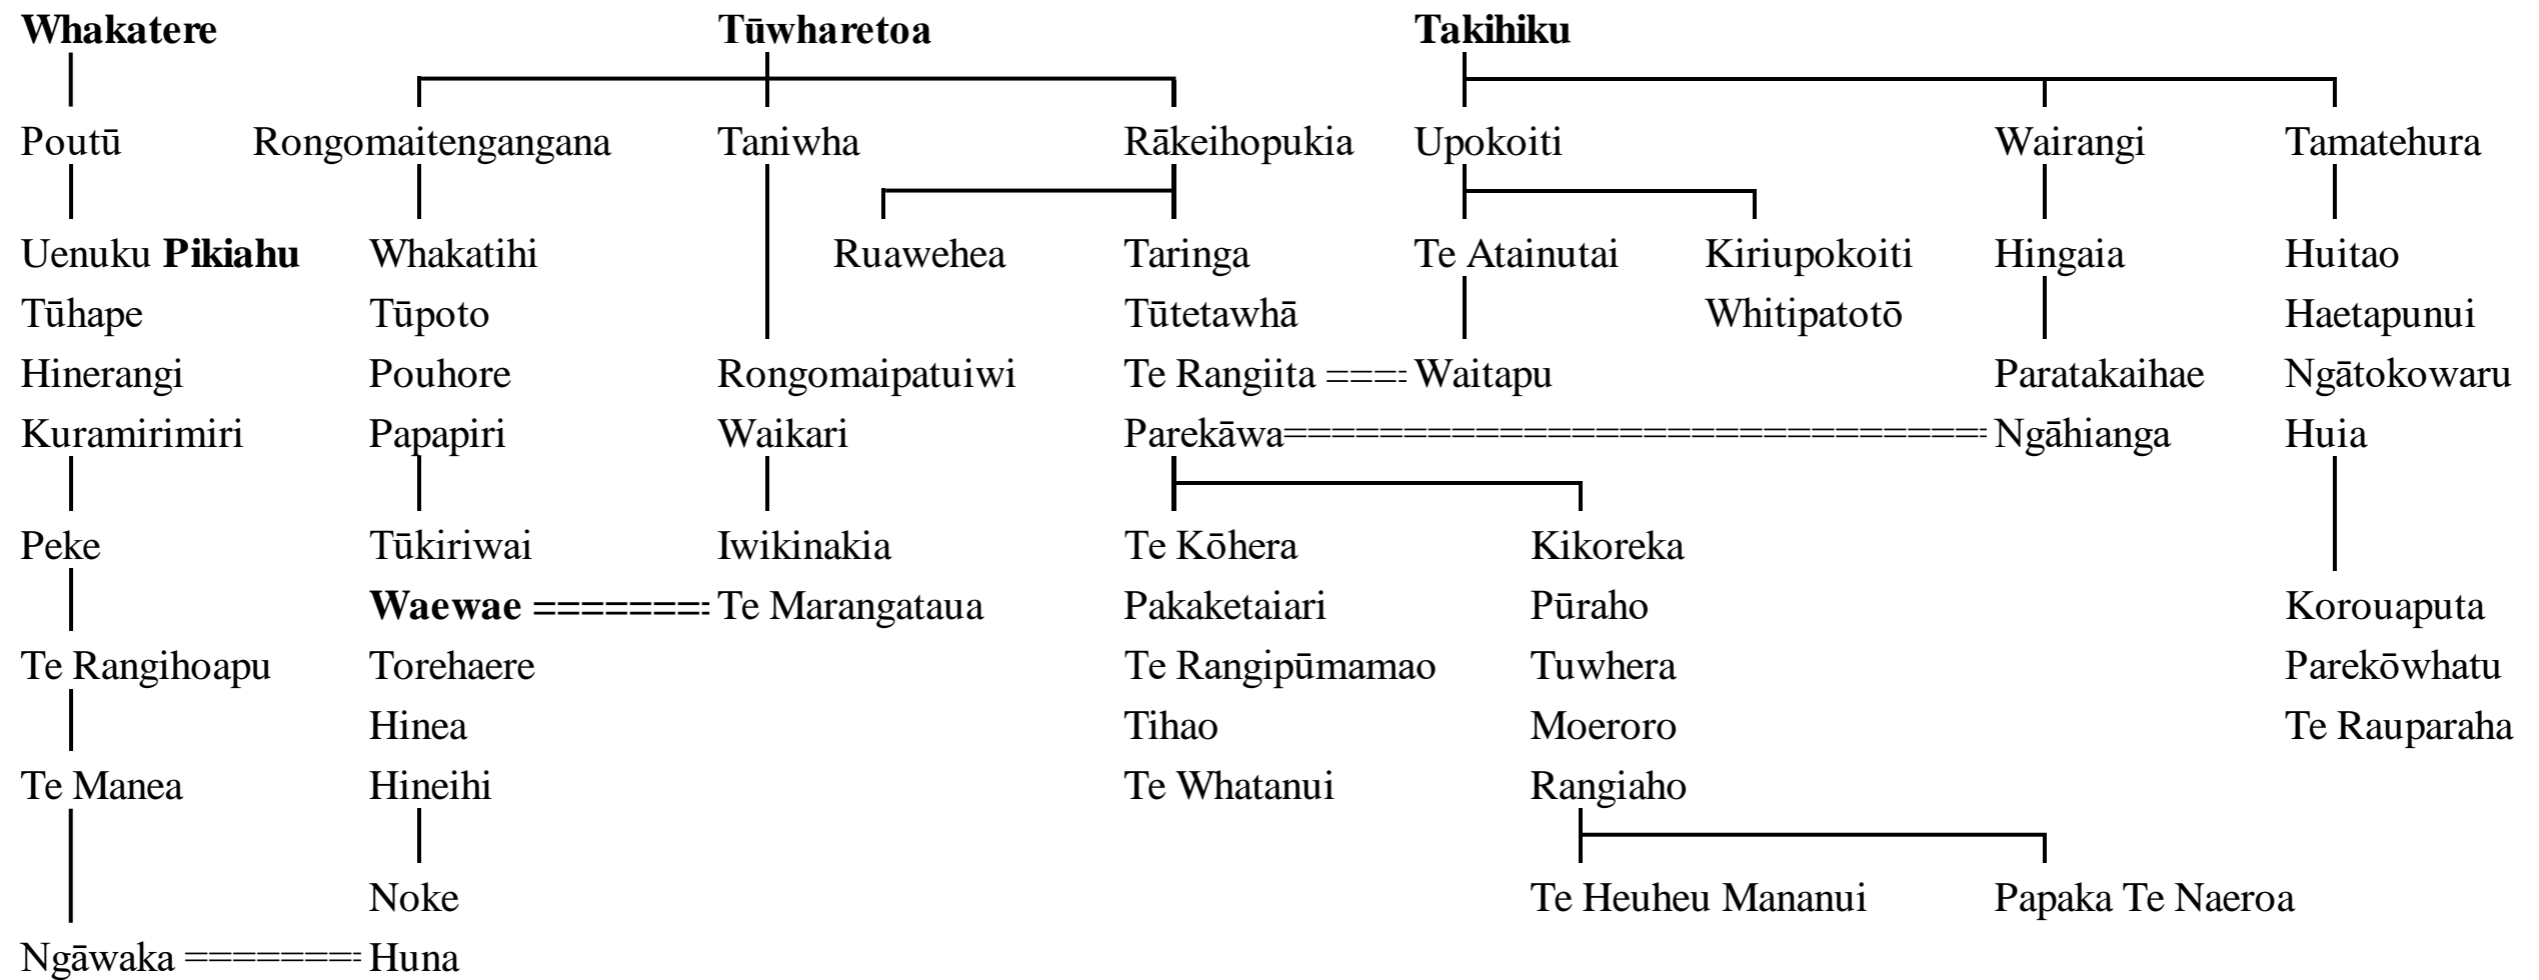 Whakatere Tūwharetoa Takihiku
Poutū Rongomaitengangana Taniwha Rākeihopukia Upokoiti Wairangi Tamatehura
Uenuku Pikiahu Whakatihi Ruawehea Taringa Te Atainutai Kiriupokoiti Hingaia Huitao
Tūhape Tūpoto Tūtetawhā Whitipatotō Haetapunui
Hinerangi Pouhore Rongomaipatuiwi Te Rangiita ==== Waitapu Paratakaihae Ngātokowaru
Kuramirimiri Papapiri Waikari Parekāwa============================== Ngāhianga Huia
Peke Tūkiriwai Iwikinakia Te Kōhera Kikoreka
Waewae ======== Te Marangataua Pakaketaiari Pūraho Korouaputa
Te Rangihoapu Torehaere Te Rangipūmamao Tuwhera Parekōwhatu
Hinea Tihao Moeroro Te Rauparaha
Te Manea Hineihi Te Whatanui Rangiaho
Noke Te Heuheu Mananui Papaka Te Naeroa
Ngāwaka ======== Huna